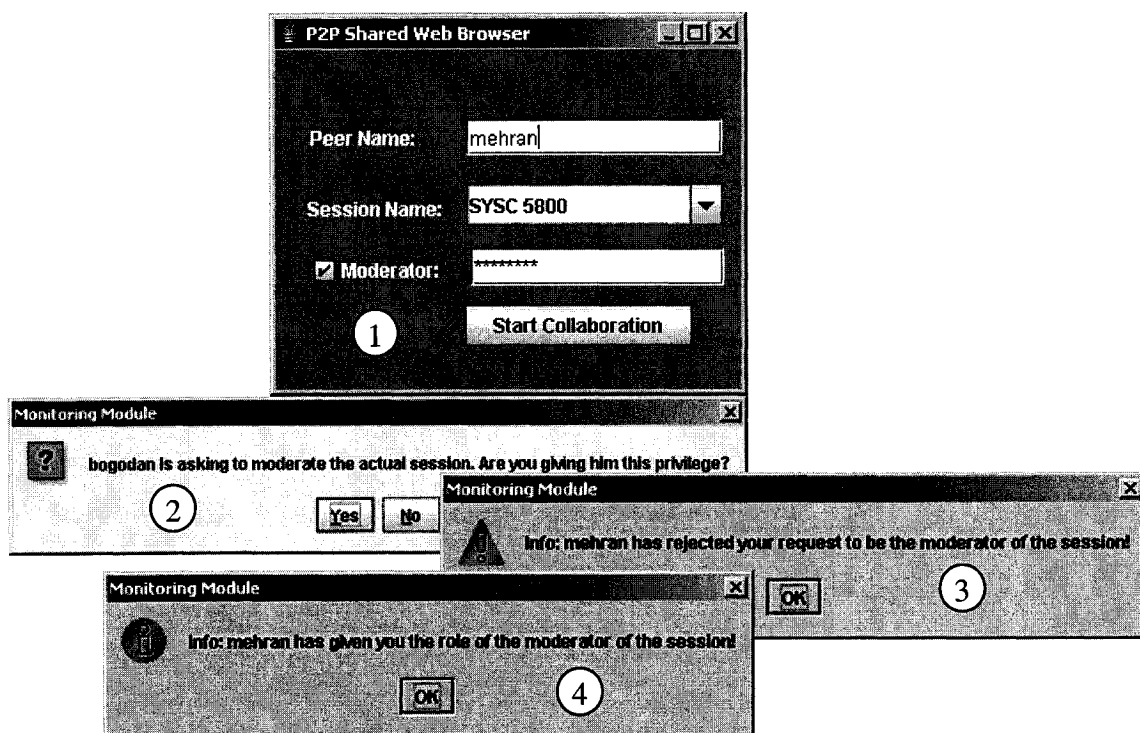 P2P Shared Web Browser
Peer Name: mehran
Session Name: SYSC 5800
Moderator: ********
1
Start Collaboration
Monitoring Module
bogodan is asking to moderate the actual session. Are you giving him this privilege?
2
Yes No
Monitoring Module
Info: mehran has rejected your request to be the moderator of the session!
OK
3
Monitoring Module
Info: mehran has given you the role of the moderator of the session!
OK
4